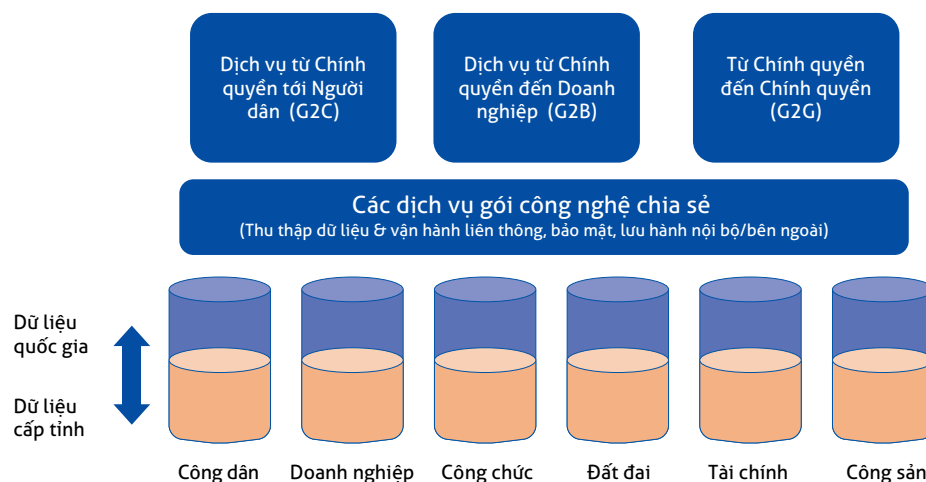 Dịch vụ từ Chính
quyền tới Người
dân (G2C)
Dịch vụ từ Chính
quyền đến Doanh
nghiệp (G2B)
Từ Chính quyền
đến Chính quyền
(G2G)
Các dịch vụ gói công nghệ chia sẻ
(Thu thập dữ liệu & vận hành liên thông, bảo mật, lưu hành nội bộ/bên ngoài)
Dữ liệu
quốc gia
Dữ liệu
cấp tỉnh
Công dân
Doanh nghiệp
Công chức
Đất đai
Tài chính
Công sản